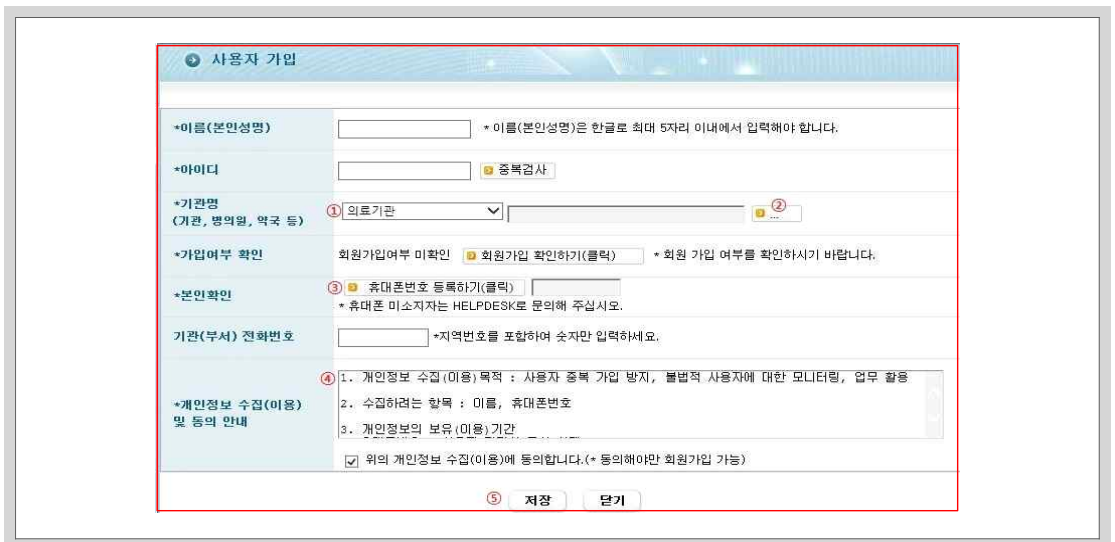 사용자 가입
*이름(본인성명) * 이름(본인성명)은 한글로 최대 5자리 이내에서 입력해야 합니다.
*아이디 중복검사
*기관명
(기관, 병의원, 약국 등) ① 의료기관 ... ②
*가입여부 확인 회원가입여부 미확인 회원가입 확인하기(클릭) * 회원 가입 여부를 확인하시기 바랍니다.
*본인확인 ③ 휴대폰번호 등록하기(클릭)
* 휴대폰 미소지자는 HELPDESK로 문의해 주십시오.
기관(부서) 전화번호 *지역번호를 포함하여 숫자만 입력하세요.
*개인정보 수집(이용)
및 동의 안내
④ 1. 개인정보 수집(이용)목적 : 사용자 중복 가입 방지, 불법적 사용자에 대한 모니터링, 업무 활용
2. 수집하려는 항목 : 이름, 휴대폰번호
3. 개인정보의 보유(이용)기간
위의 개인정보 수집(이용)에 동의합니다.(* 동의해야만 회원가입 가능)
⑤ 저장 닫기